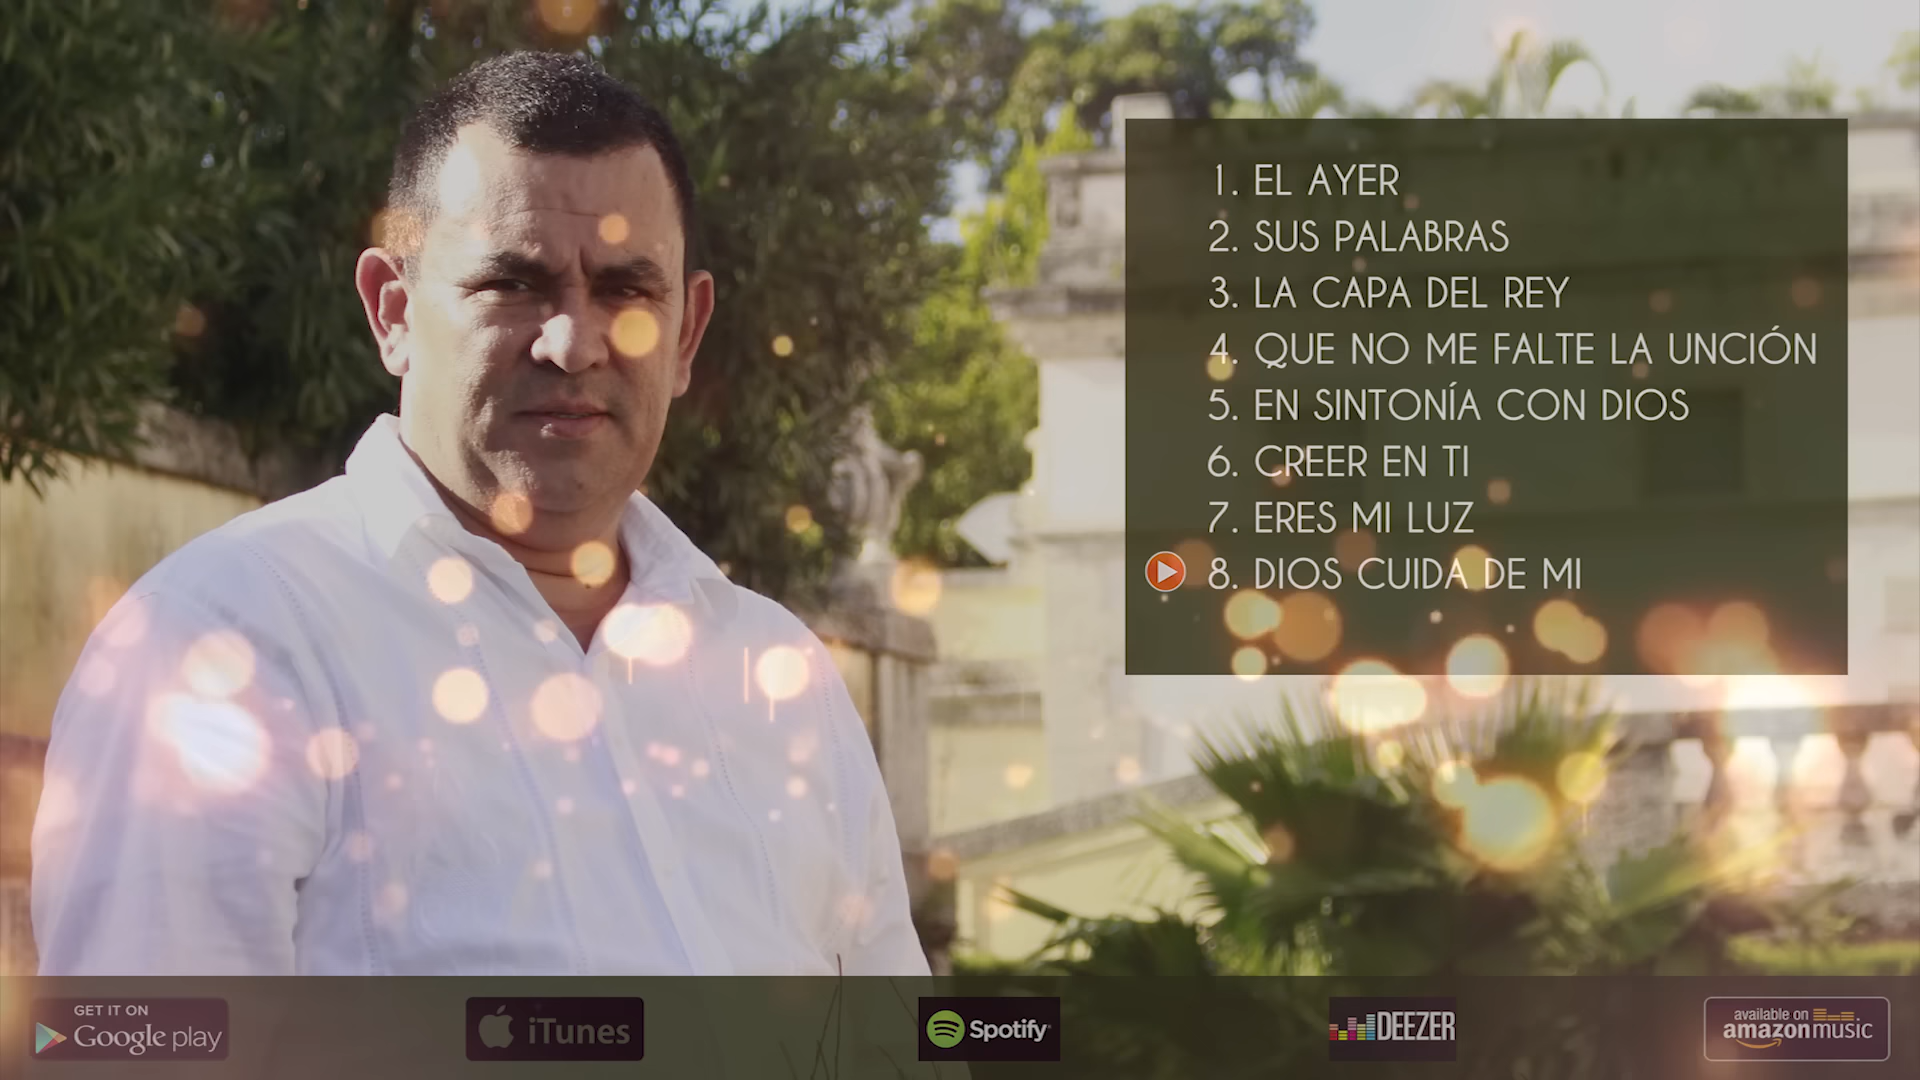 1. EL AYER
2. SUS PALABRAS
3. LA CAPA DEL REY
4. QUE NO ME FALTE LA UNCIÓN
5. EN SINTONÍA CON DIOS
6. CREER EN TI
7. ERES MI LUZ
8. DIOS CUIDA DE MI
GET IT ON
Google play
iTunes
Spotify
DEEZER
available on
amazonmusic